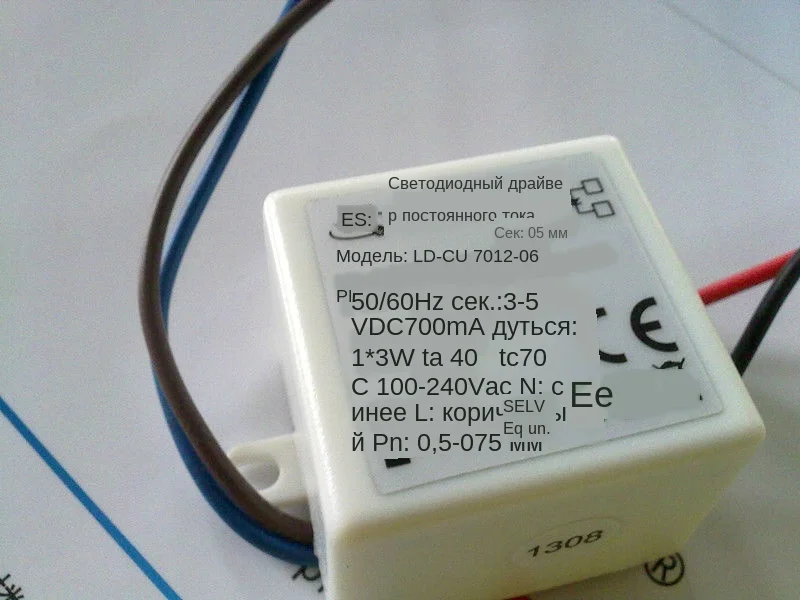 Светодиодный драйве
ES:
р постоянного тока
Сек: 05 мм
Модель: LD-CU 7012-06
PI
50/60Hz сек.:3-5
VDC700mA дуться:
1*3W ta 40 tc70
C 100-240Vac N: с
инее L: корич ы
й Pn: 0,5-075 мм
SELV
Eq un.
CE
Ee
1308
®